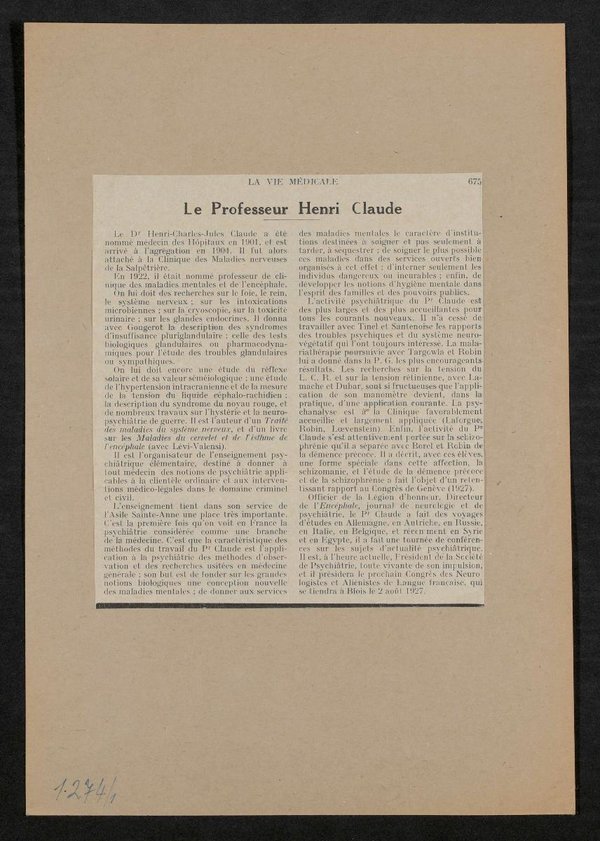 LA VIE MÉDICALE 675
Le Professeur Henri Claude
Le Dr Henri-Charles-Jules Claude a été
nommé médecin des Hôpitaux en 1901, et est
arrivé à l'agrégation en 1904. Il fut alors
attaché à la Clinique des Maladies nerveuses
de la Salpêtrière.
En 1922, il était nommé professeur de cli-
nique des maladies mentales et de l'encéphale.
On lui doit des recherches sur le foie, le rein,
le système nerveux ; sur les intoxications
microbiennes ; sur la cryoscopie, sur la toxicité
urinaire ; sur les glandes endocrines. Il donna
avec Gougerot la description des syndromes
d'insuffisance pluriglandulaire ; celle des tests
biologiques glandulaires ou pharmacodyna-
miques pour l'étude des troubles glandulaires
ou sympathiques.
On lui doit encore une étude du réflexe
solaire et de sa valeur séméiologique ; une étude
de l'hypertension intracranienne et de la mesure
de la tension du liquide céphalo-rachidien ;
la description du syndrome du noyau rouge, et
de nombreux travaux sur l'hystérie et la neuro-
psychiatrie de guerre. Il est l'auteur d'un Traité
des maladies du système nerveux, et d'un livre
sur les Maladies du cervelet et de l'isthme de
l'encéphale (avec Lévi-Valensi).
Il est l'organisateur de l'enseignement psy-
chiâtrique élémentaire, destiné à donner à
tout médecin des notions de psychiatrie appli-
cables à la clientèle ordinaire et aux interven-
tions médico-légales dans le domaine criminel
et civil.
L'enseignement tient dans son service de
l'Asile Sainte-Anne une place très importante.
C'est la première fois qu'on voit en France la
psychiâtrie considérée comme une branche
de la médecine. C'est que la caractéristique des
méthodes du travail du Pr Claude est l'appli-
cation à la psychiatrie des méthodes d'obser-
vation et des recherches usitées en médecine
générale ; son but est de fonder sur les grandes
notions biologiques une conception nouvelle
des maladies mentales ; de donner aux services
des maladies mentales le caractère d'institu-
tions destinées à soigner et pas seulement à
garder, à séquestrer ; de soigner le plus possible
ces maladies dans des services ouverts bien
organisés à cet effet ; d'interner seulement les
individus dangereux ou incurables ; enfin, de
développer les notions d'hygiène mentale dans
l'esprit des familles et des pouvoirs publics.
L'activité psychiâtrique du Pr Claude est
des plus larges et des plus accueillantes pour
tous les courants nouveaux. Il n'a cessé de
travailler avec Tinel et Santenoise les rapports
des troubles psychiques et du système neuro-
végétatif qui l'ont toujours intéressé. La mala-
riathérapie poursuivie avec Targowla et Robin
lui a donné dans la P. G. les plus encourageants
résultats. Les recherches sur la tension du
L. C. R. et sur la tension rétinienne, avec La-
mache et Dubar, sont si fructueuses que l'appli-
cation de son manomètre devient, dans la
pratique, d'une application courante. La psy-
chanalyse est à la Clinique favorablement
accueillie et largement appliquée (Laforgue,
Robin, Lœvenstein). Enfin, l'activité du Pr
Claude s'est attentivement portée sur la schizo-
phrénie qu'il a séparée avec Borel et Robin de
la démence précoce. Il a décrit, avec ces élèves,
une forme spéciale dans cette affection, la
schizomanie, et l'étude de la démence précoce
et de la schizophrénie a fait l'objet d'un reten-
tissant rapport au Congrès de Genève (1927).
Officier de la Légion d'honneur, Directeur
de l'Encéphale, journal de neurologie et de
psychiâtrie, le Pr Claude a fait des voyages
d'études en Allemagne, en Autriche, en Russie,
en Italie, en Belgique, et récemment en Syrie
et en Egypte, il a fait une tournée de conféren-
ces sur les sujets d'actualité psychiâtrique.
Il est, à l'heure actuelle, Président de la Société
de Psychiatrie, toute vivante de son impulsion,
et il présidera le prochain Congrès des Neuro-
logistes et Aliénistes de Langue française, qui
se tiendra à Blois le 2 août 1927.
1.274/1